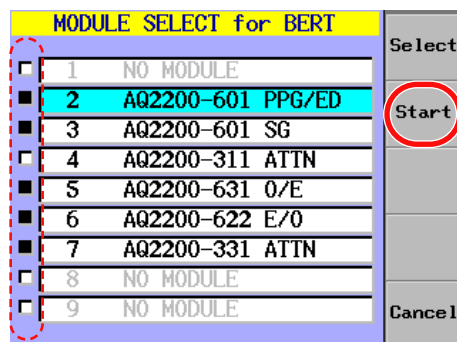 MODULE SELECT for BERT
Select
1 NO MODULE
2 AQ2200-601 PPG/ED
Start
3 AQ2200-601 SG
4 AQ2200-311 ATTN
5 AQ2200-631 O/E
6 AQ2200-622 E/O
7 AQ2200-331 ATTN
8 NO MODULE
9 NO MODULE
Cancel